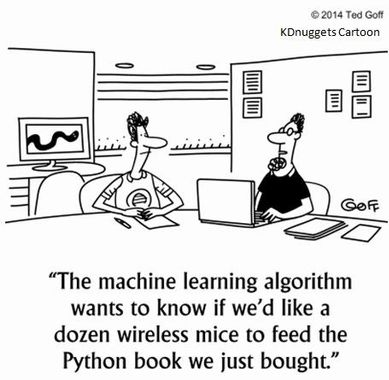 © 2014 Ted Goff
KDnuggets Cartoon
GOFF
“The machine learning algorithm
wants to know if we’d like a
dozen wireless mice to feed the
Python book we just bought.”